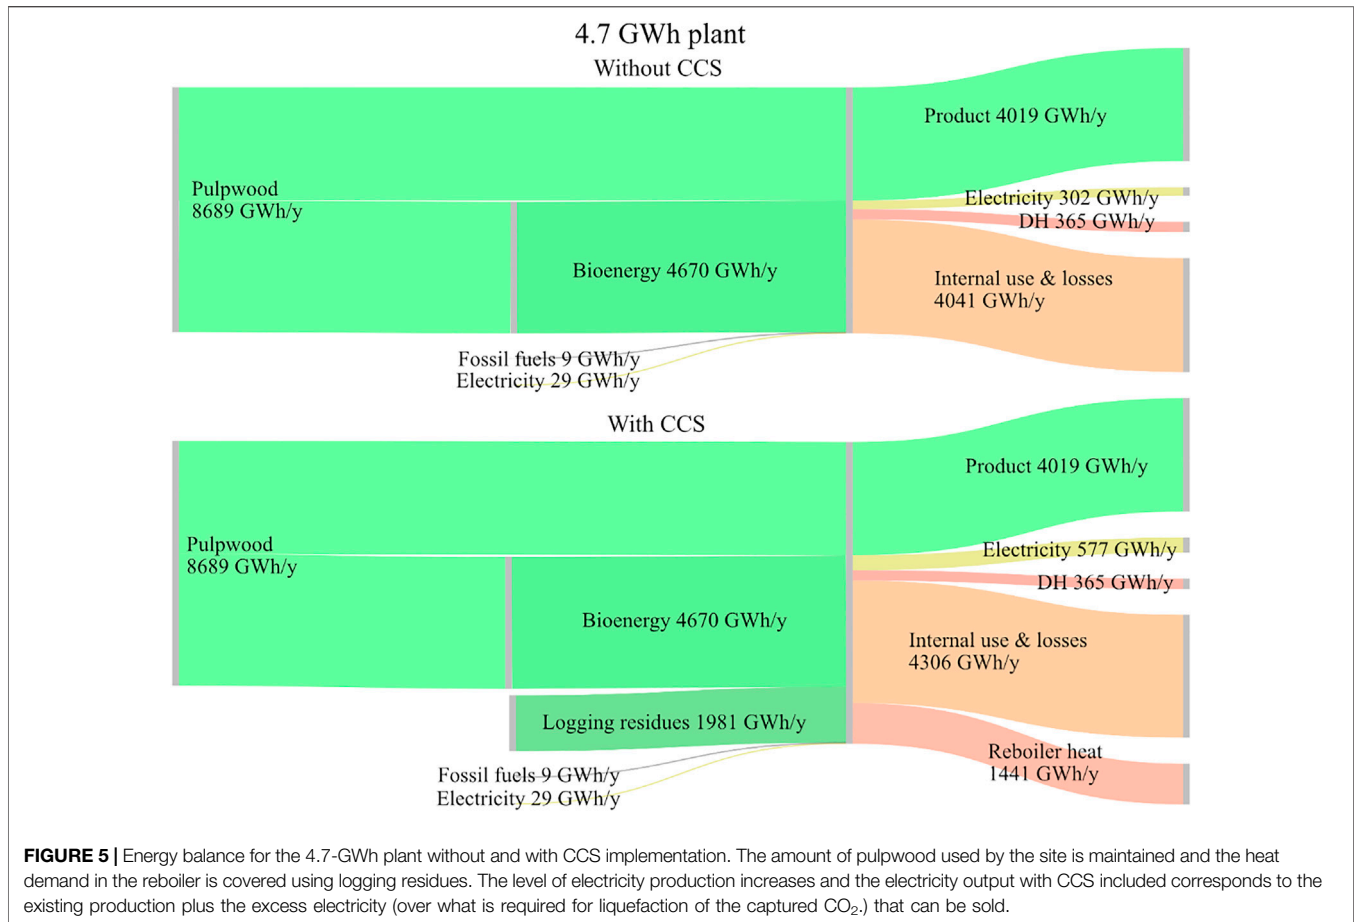 4.7 GWh plant
Without CCS
Product 4019 GWh/y
Pulpwood
8689 GWh/y
Electricity 302 GWh/y
DH 365 GWh/y
Bioenergy 4670 GWh/y
Internal use & losses
4041 GWh/y
Fossil fuels 9 GWh/y
Electricity 29 GWh/y
With CCS
Product 4019 GWh/y
Pulpwood
8689 GWh/y
Electricity 577 GWh/y
DH 365 GWh/y
Bioenergy 4670 GWh/y
Internal use & losses
4306 GWh/y
Logging residues 1981 GWh/y
Reboiler heat
1441 GWh/y
Fossil fuels 9 GWh/y
Electricity 29 GWh/y
FIGURE 5 | Energy balance for the 4.7-GWh plant without and with CCS implementation. The amount of pulpwood used by the site is maintained and the heat
demand in the reboiler is covered using logging residues. The level of electricity production increases and the electricity output with CCS included corresponds to the
existing production plus the excess electricity (over what is required for liquefaction of the captured CO₂.) that can be sold.